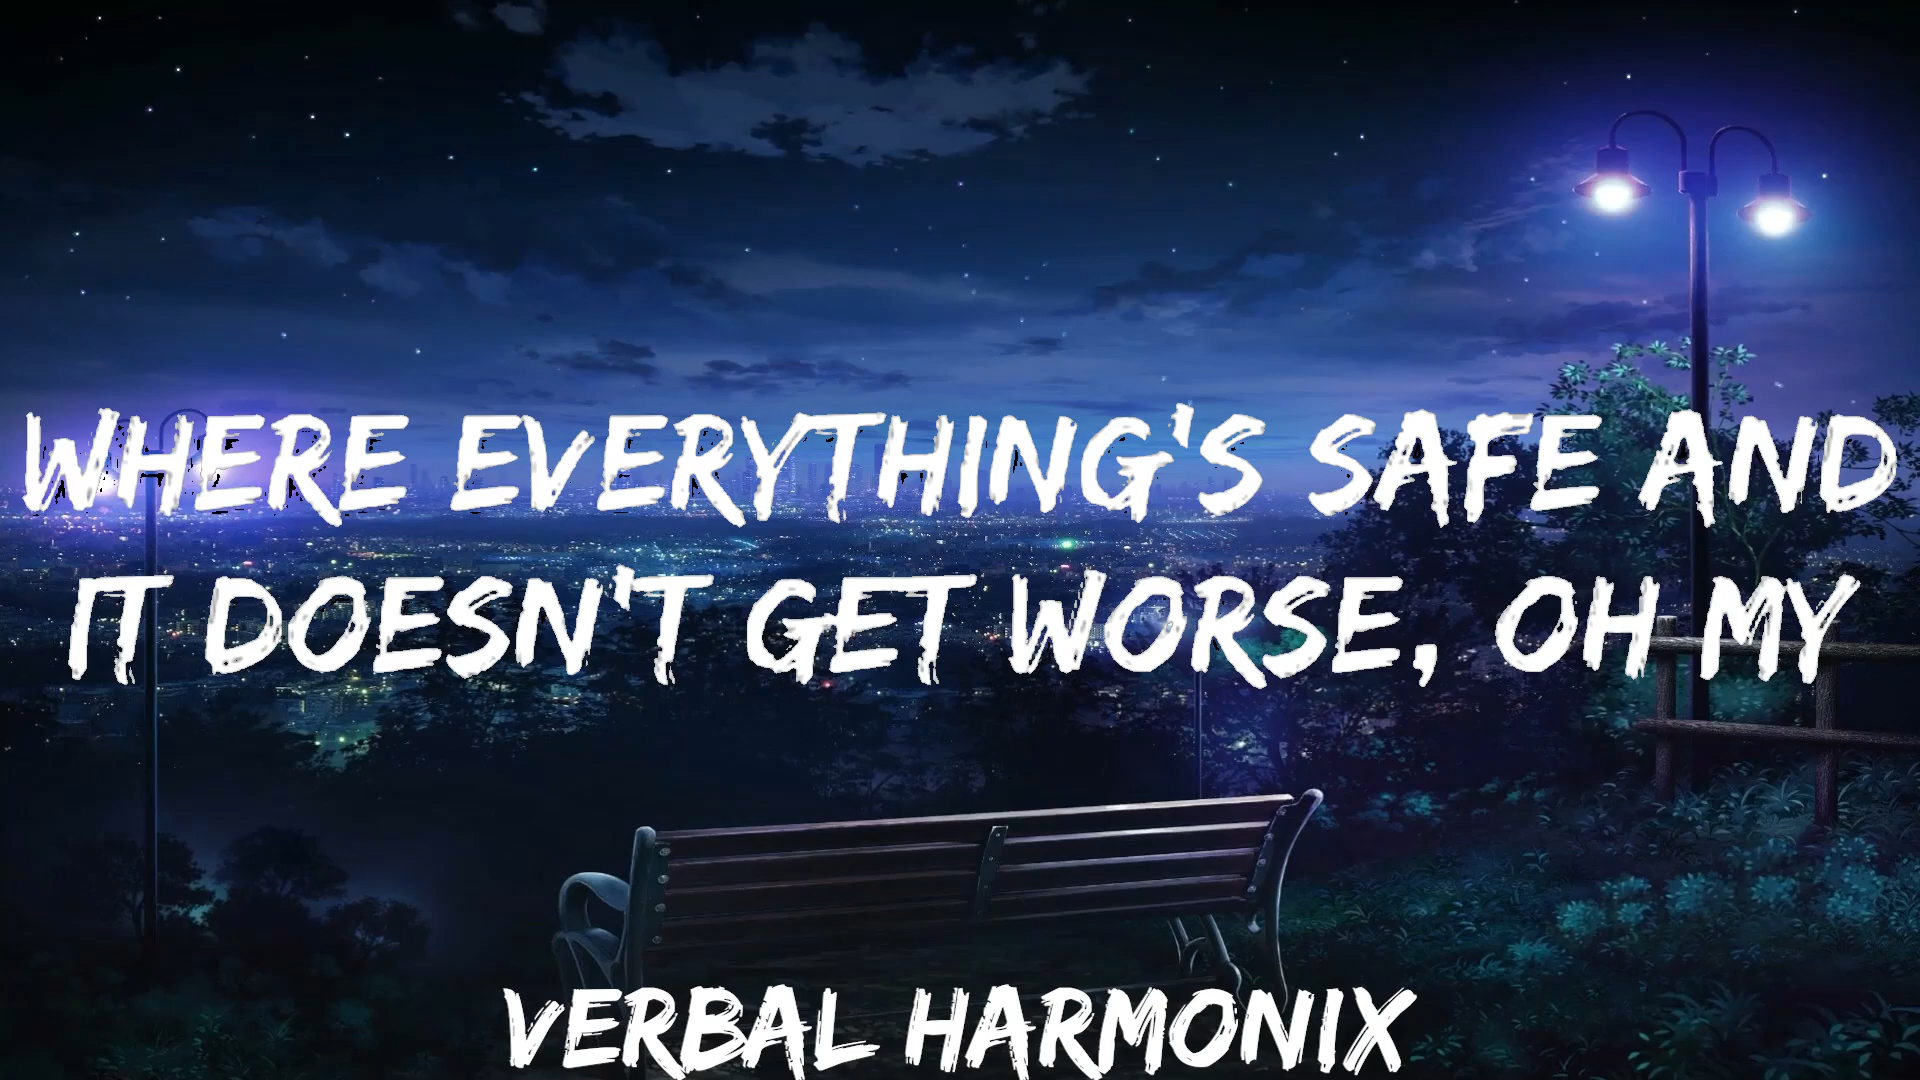 WHERE EVERYTHING'S SAFE AND
IT DOESN'T GET WORSE, OH MY
VERBAL HARMONIX